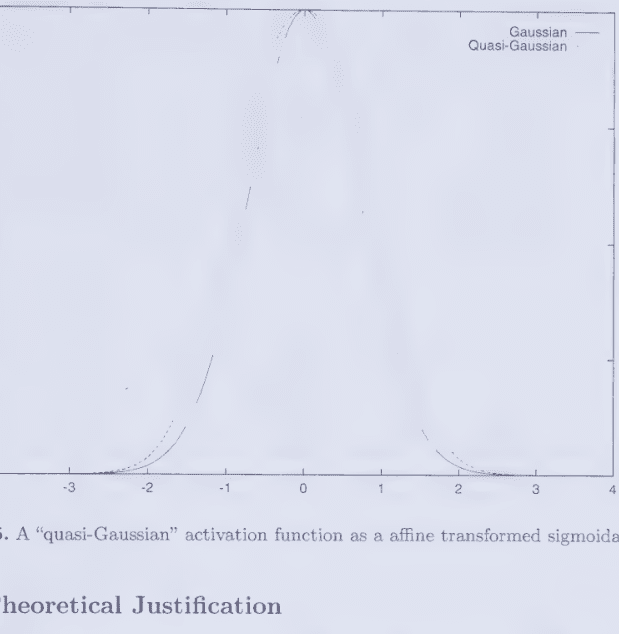 Gaussian
Quasi-Gaussian
-3 -2 -1 0 1 2 3 4
. A “quasi-Gaussian” activation function as a affine transformed sigmoida
heoretical Justification